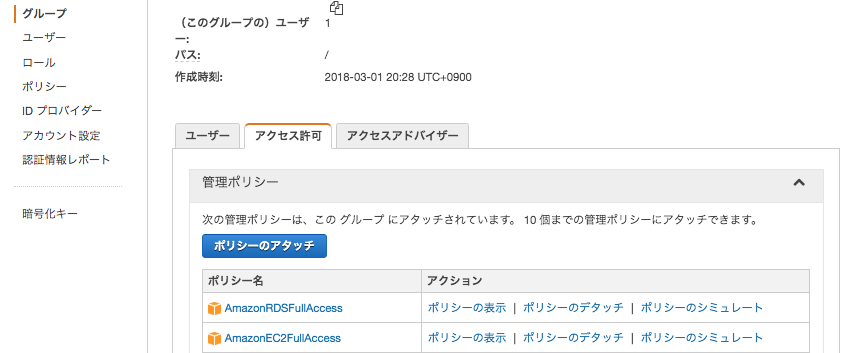 グループ
ユーザー
ロール
ポリシー
ID プロバイダー
アカウント設定
認証情報レポート
暗号化キー
（このグループの）ユーザー: 1
パス: /
作成時刻: 2018-03-01 20:28 UTC+0900
ユーザー アクセス許可 アクセスアドバイザー
管理ポリシー
次の管理ポリシーは、この グループ にアタッチされています。 10 個までの管理ポリシーにアタッチできます。
ポリシーのアタッチ
ポリシー名 アクション
AmazonRDSFullAccess ポリシーの表示 | ポリシーのデタッチ | ポリシーのシミュレート
AmazonEC2FullAccess ポリシーの表示 | ポリシーのデタッチ | ポリシーのシミュレート